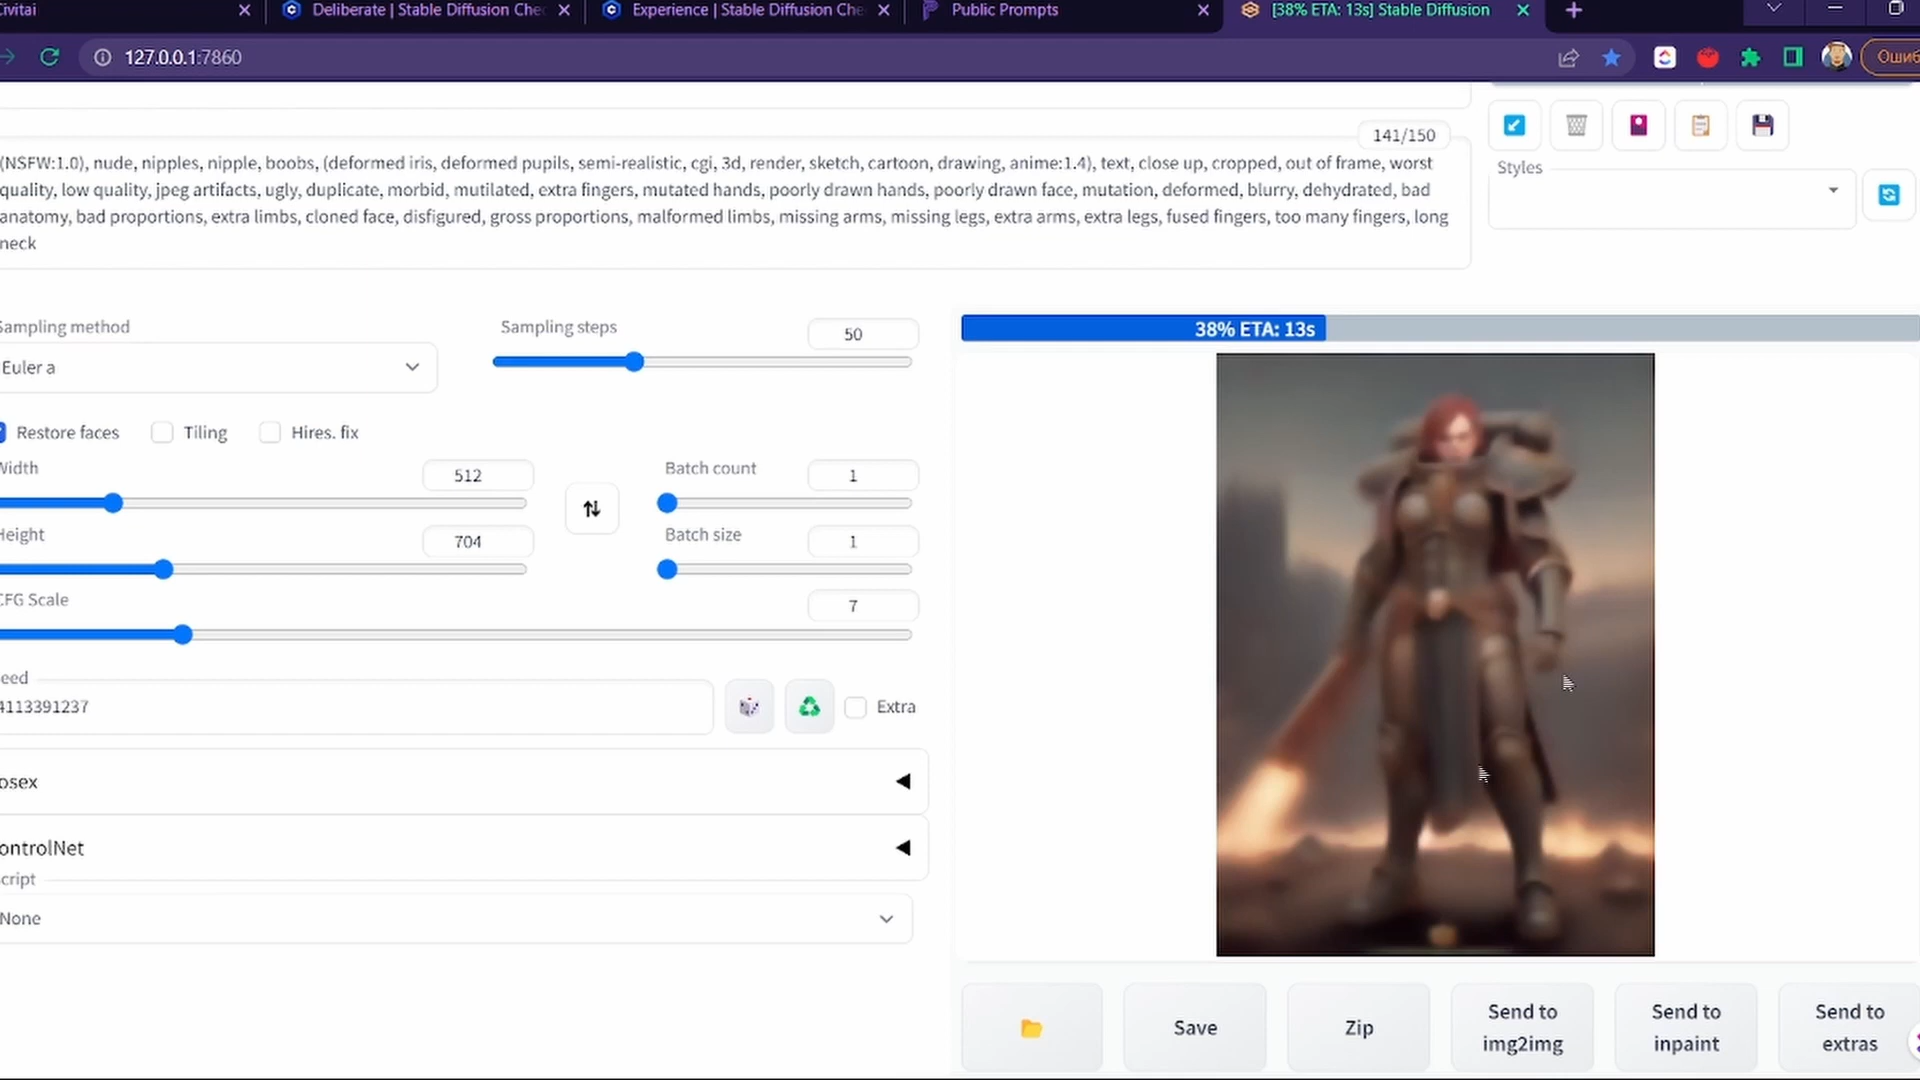 Civitai
Deliberate | Stable Diffusion Che
Experience | Stable Diffusion Che
Public Prompts
[38% ETA: 13s] Stable Diffusion
127.0.0.1:7860
Ошиб
141/150
(NSFW:1.0), nude, nipples, nipple, boobs, (deformed iris, deformed pupils, semi-realistic, cgi, 3d, render, sketch, cartoon, drawing, anime:1.4), text, close up, cropped, out of frame, worst
quality, low quality, jpeg artifacts, ugly, duplicate, morbid, mutilated, extra fingers, mutated hands, poorly drawn hands, poorly drawn face, mutation, deformed, blurry, dehydrated, bad
anatomy, bad proportions, extra limbs, cloned face, disfigured, gross proportions, malformed limbs, missing arms, missing legs, extra arms, extra legs, fused fingers, too many fingers, long
neck
Styles
Sampling method
Euler a
Sampling steps
50
Restore faces
Tiling
Hires. fix
Width
512
Height
704
Batch count
1
Batch size
1
CFG Scale
7
eed
4113391237
Extra
osex
ontrolNet
cript
None
38% ETA: 13s
Save
Zip
Send to
img2img
Send to
inpaint
Send to
extras